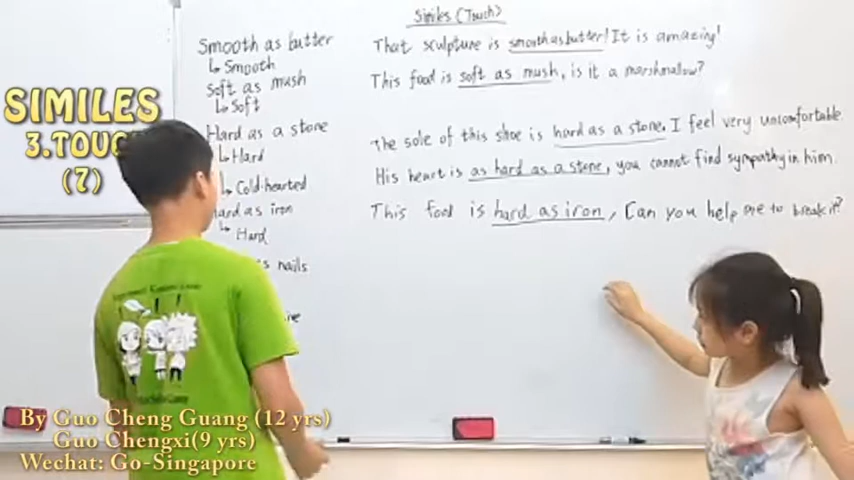 Similes (Touch)
Smooth as butter
↳ Smooth
Soft as mush
↳ Soft
Hard as a stone
↳ Hard
↳ Cold-hearted
Hard as iron
↳ Hard
nails
That sculpture is smooth as butter! It is amazing!
This food is soft as mush, is it a marshmallow?
The sole of this shoe is hard as a stone. I feel very uncomfortable
His heart is as hard as a stone, you cannot find sympathy in him.
This food is hard as iron, Can you help me to break it?
SIMILES
3.TOUCH
(7)
By Guo Cheng Guang (12 yrs)
Guo Chengxi(9 yrs)
Wechat: Go-Singapore